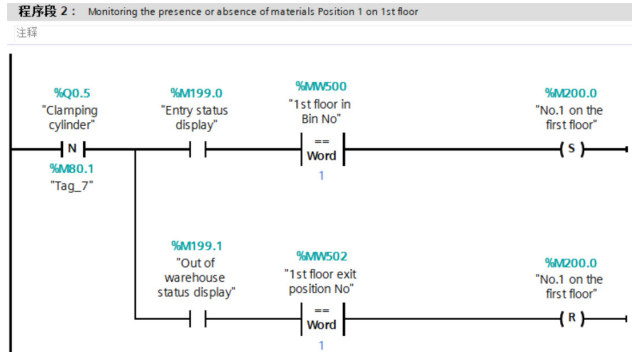 程序段 2： Monitoring the presence or absence of materials Position 1 on 1st floor
注释
%Q0.5
"Clamping
cylinder"
N
%M80.1
"Tag_7"
%M199.0
"Entry status
display"
%MW500
"1st floor in
Bin No"
==
Word
1
%M200.0
"No.1 on the
first floor"
S
%M199.1
"Out of
warehouse
status display"
%MW502
"1st floor exit
position No"
==
Word
1
%M200.0
"No.1 on the
first floor"
R